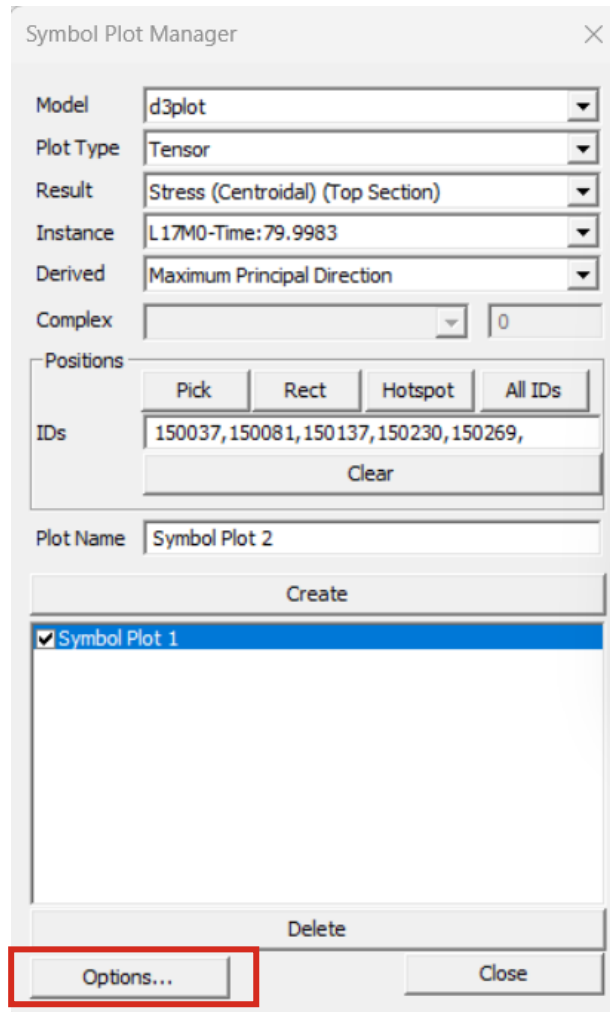 Symbol Plot Manager
Model d3plot
Plot Type Tensor
Result Stress (Centroidal) (Top Section)
Instance L17M0-Time:79.9983
Derived Maximum Principal Direction
Complex 0
Positions
Pick Rect Hotspot All IDs
IDs 150037,150081,150137,150230,150269,
Clear
Plot Name Symbol Plot 2
Create
Symbol Plot 1
Delete
Options... Close